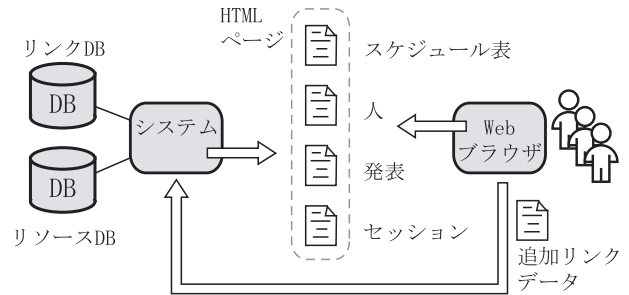 HTML
ページ
リンクDB
DB
DB
リソースDB
システム
スケジュール表
人
発表
セッション
Web
ブラウザ
追加リンク
データ